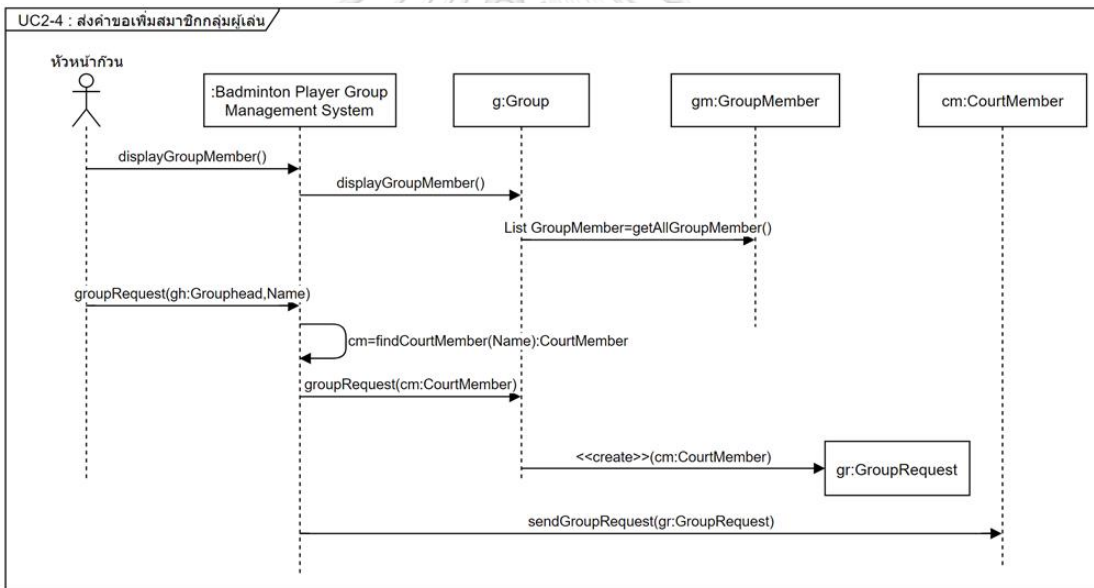 UC2-4 : ส่งคำขอเพิ่มสมาชิกกลุ่มผู้เล่น
หัวหน้าก๊วน
:Badminton Player Group
Management System
g:Group
gm:GroupMember
cm:CourtMember
displayGroupMember()
displayGroupMember()
List GroupMember=getAllGroupMember()
groupRequest(gh:Grouphead,Name)
cm=findCourtMember(Name):CourtMember
groupRequest(cm:CourtMember)
<<create>>(cm:CourtMember)
gr:GroupRequest
sendGroupRequest(gr:GroupRequest)